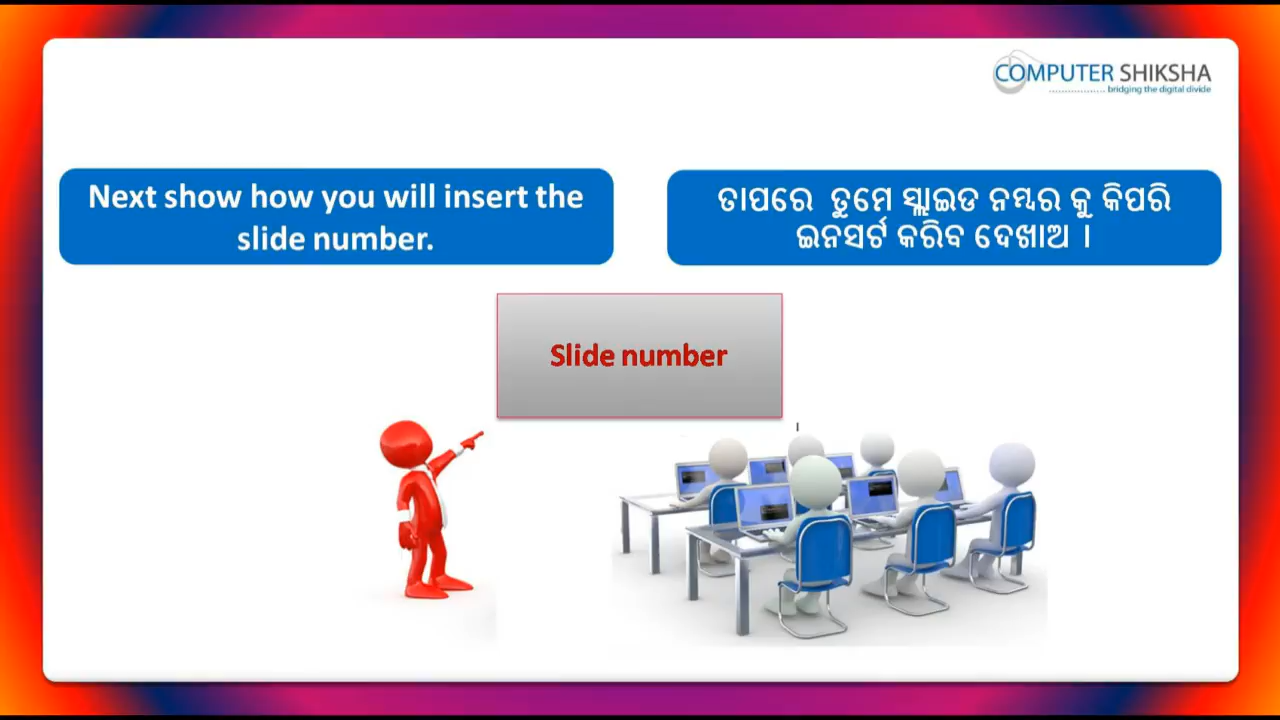 COMPUTER SHIKSHA
bridging the digital divide
Next show how you will insert the
slide number.
ତାପରେ ତୁମେ ସ୍ଲାଇଡ ନମ୍ବର କୁ କିପରି
ଇନସର୍ଟ କରିବ ଦେଖାଅ ।
Slide number